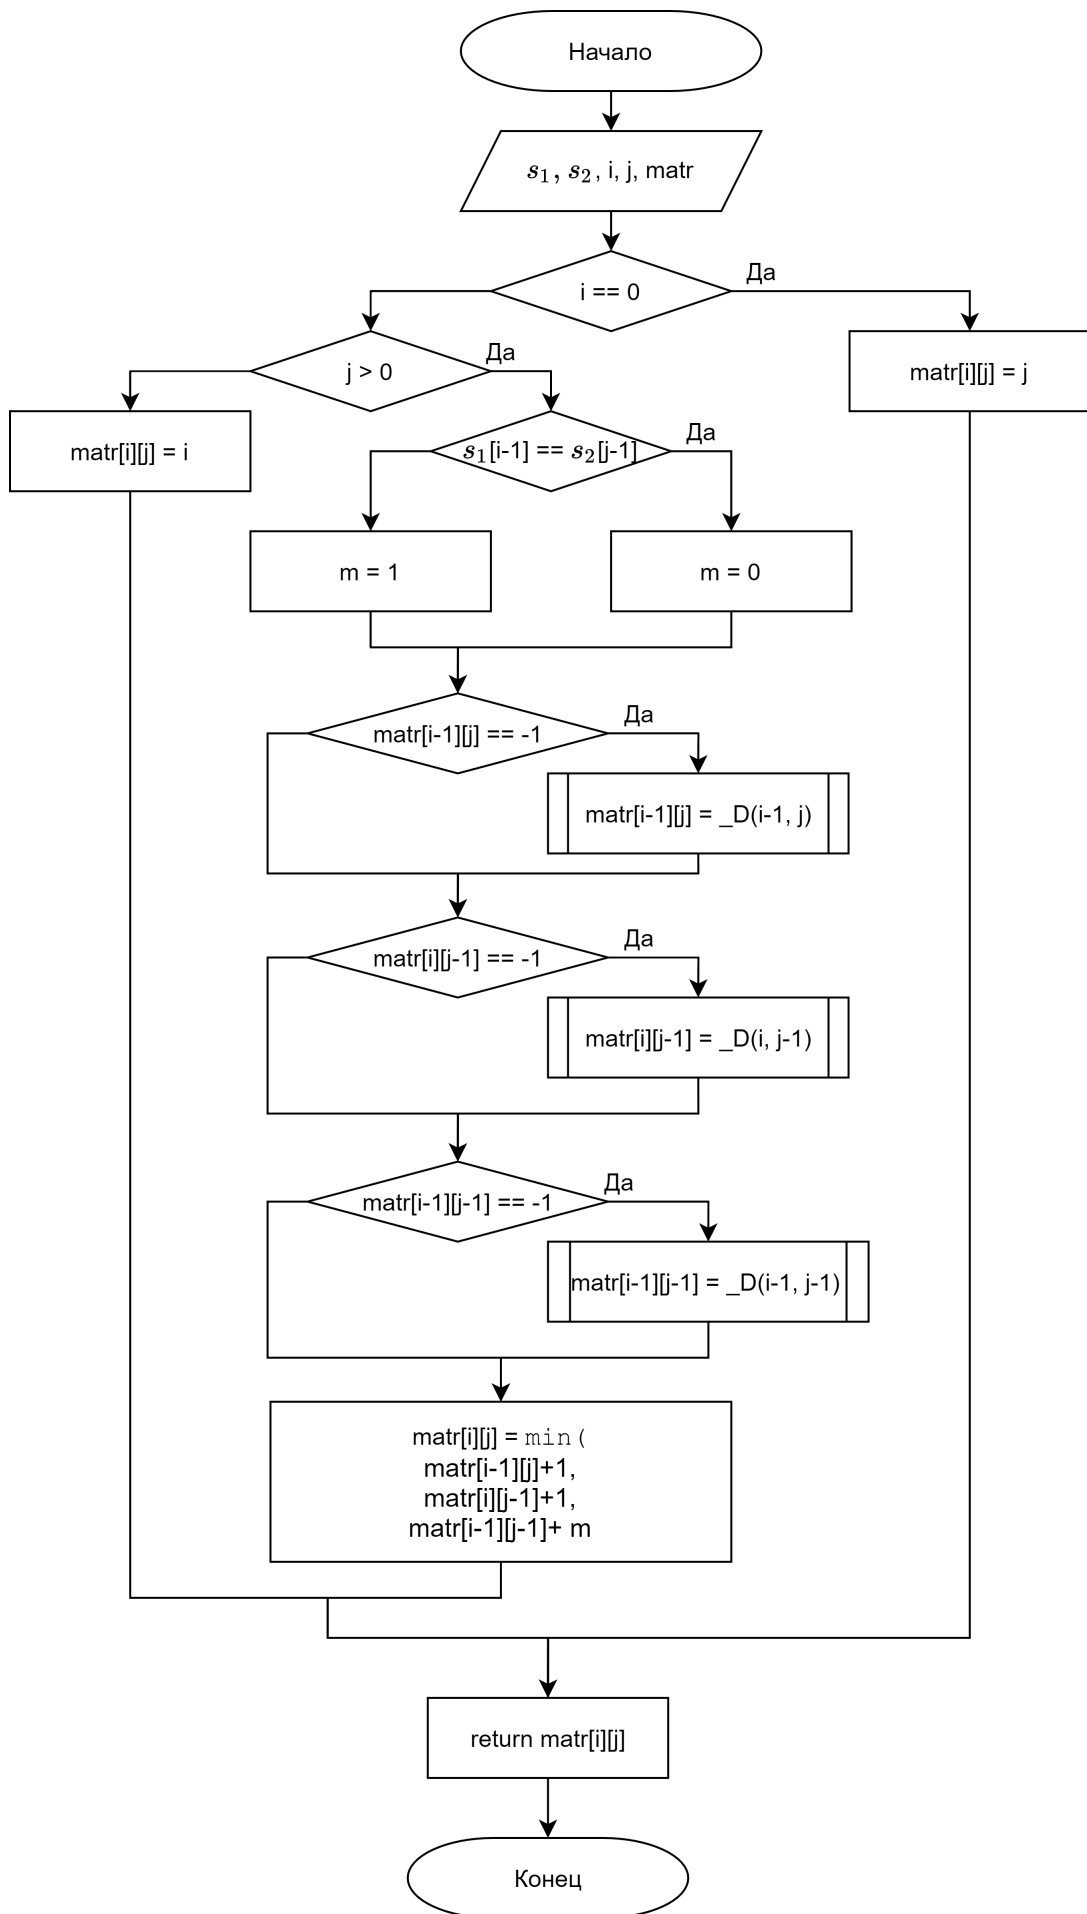 Начало
s₁, s₂, i, j, matr
i == 0
Да
j > 0
Да
matr[i][j] = j
matr[i][j] = i
s₁[i-1] == s₂[j-1]
Да
m = 1
m = 0
matr[i-1][j] == -1
Да
matr[i-1][j] = _D(i-1, j)
matr[i][j-1] == -1
Да
matr[i][j-1] = _D(i, j-1)
matr[i-1][j-1] == -1
Да
matr[i-1][j-1] = _D(i-1, j-1)
matr[i][j] = min(
matr[i-1][j]+1,
matr[i][j-1]+1,
matr[i-1][j-1]+ m
return matr[i][j]
Конец